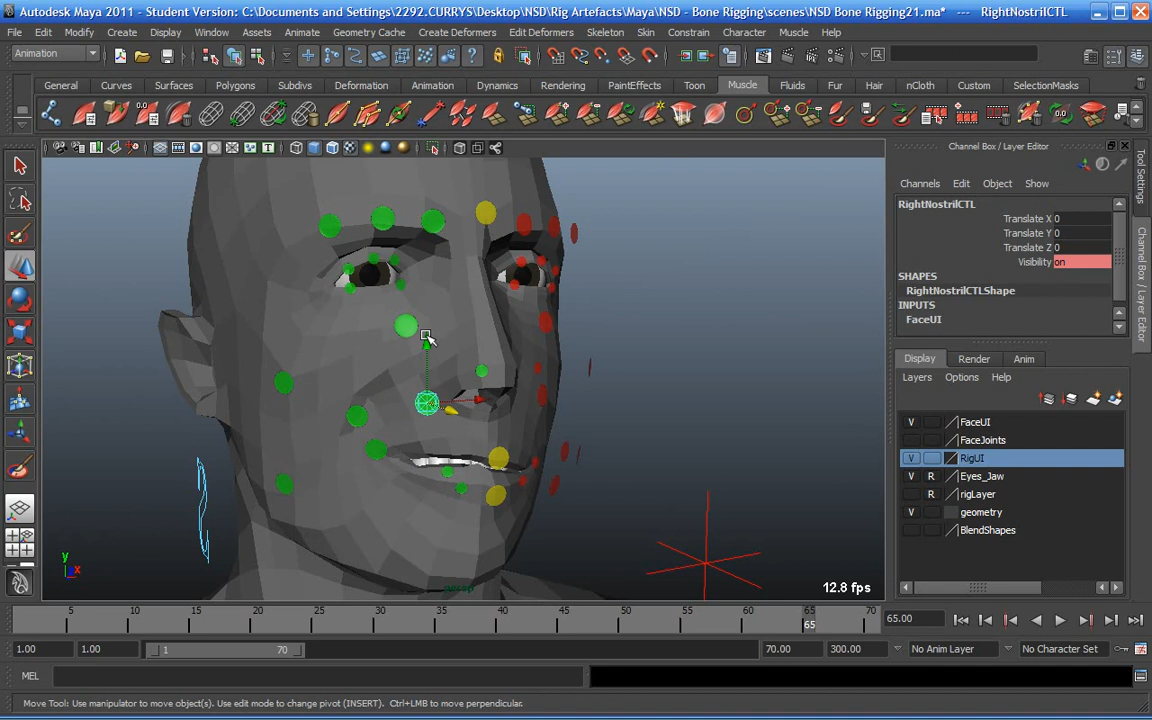 Autodesk Maya 2011 - Student Version: C:\Documents and Settings\2292.CURRYS\Desktop\NSD\Rig Artefacts\Maya\NSD - Bone Rigging\scenes\NSD Bone Rigging21.ma* - RightNostrilCTL
File Edit Modify Create Display Window Assets Animate Geometry Cache Create Deformers Edit Deformers Skeleton Skin Constrain Character Muscle Help
Animation
General Curves Surfaces Polygons Subdivs Deformation Animation Dynamics Rendering PaintEffects Toon Muscle Fluids Fur Hair nCloth Custom SelectionMasks
Channel Box / Layer Editor
Channels Edit Object Show
RightNostrilCTL
Translate X 0
Translate Y 0
Translate Z 0
Visibility on
SHAPES
RightNostrilCTLShape
INPUTS
FaceUI
Tool Settings
Channel Box / Layer Editor
Display Render Anim
Layers Options Help
V FaceUI
FaceJoints
V RigUI
V R Eyes_Jaw
R rigLayer
V geometry
BlendShapes
y
x
persp
12.8 fps
5 10 15 20 25 30 35 40 45 50 55 60 65 70
65
65.00
1.00 1.00 1 70 70.00 300.00 No Anim Layer No Character Set
MEL
Move Tool: Use manipulator to move object(s). Use edit mode to change pivot (INSERT). Ctrl+LMB to move perpendicular.